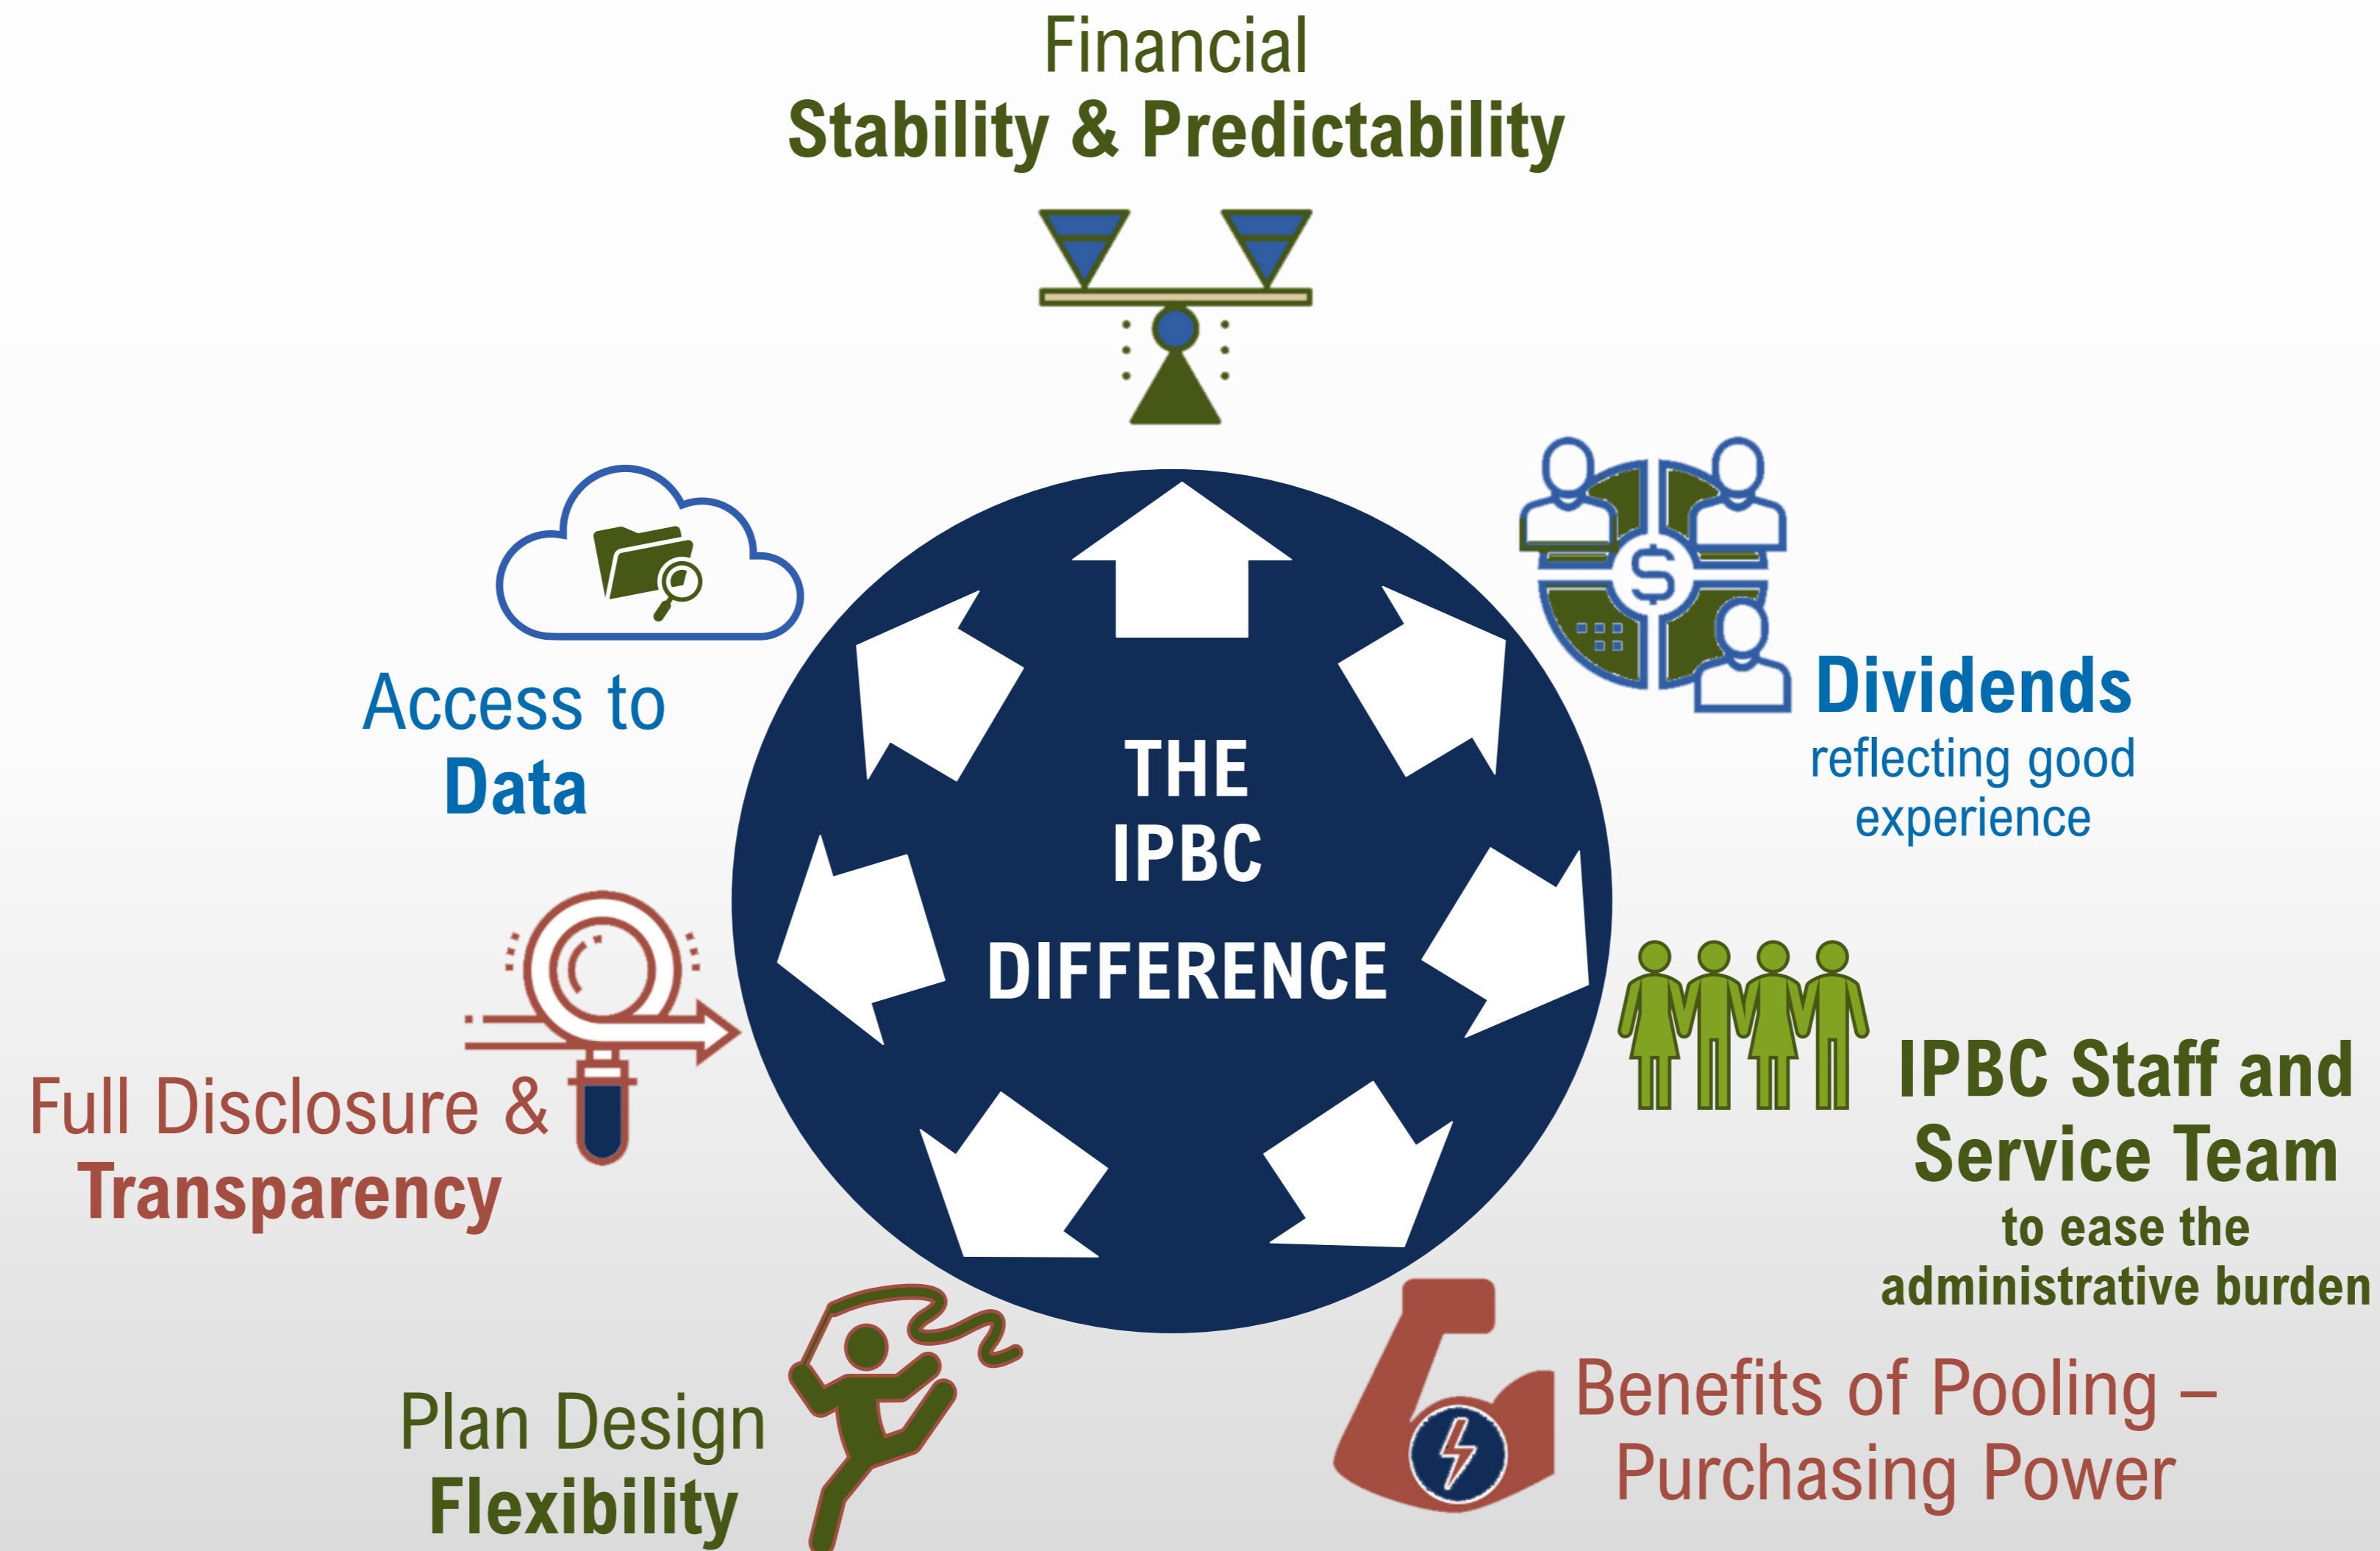 Financial
Stability & Predictability
Dividends
reflecting good
experience
IPBC Staff and
Service Team
to ease the
administrative burden
Benefits of Pooling –
Purchasing Power
Plan Design
Flexibility
Full Disclosure &
Transparency
Access to
Data
THE
IPBC
DIFFERENCE